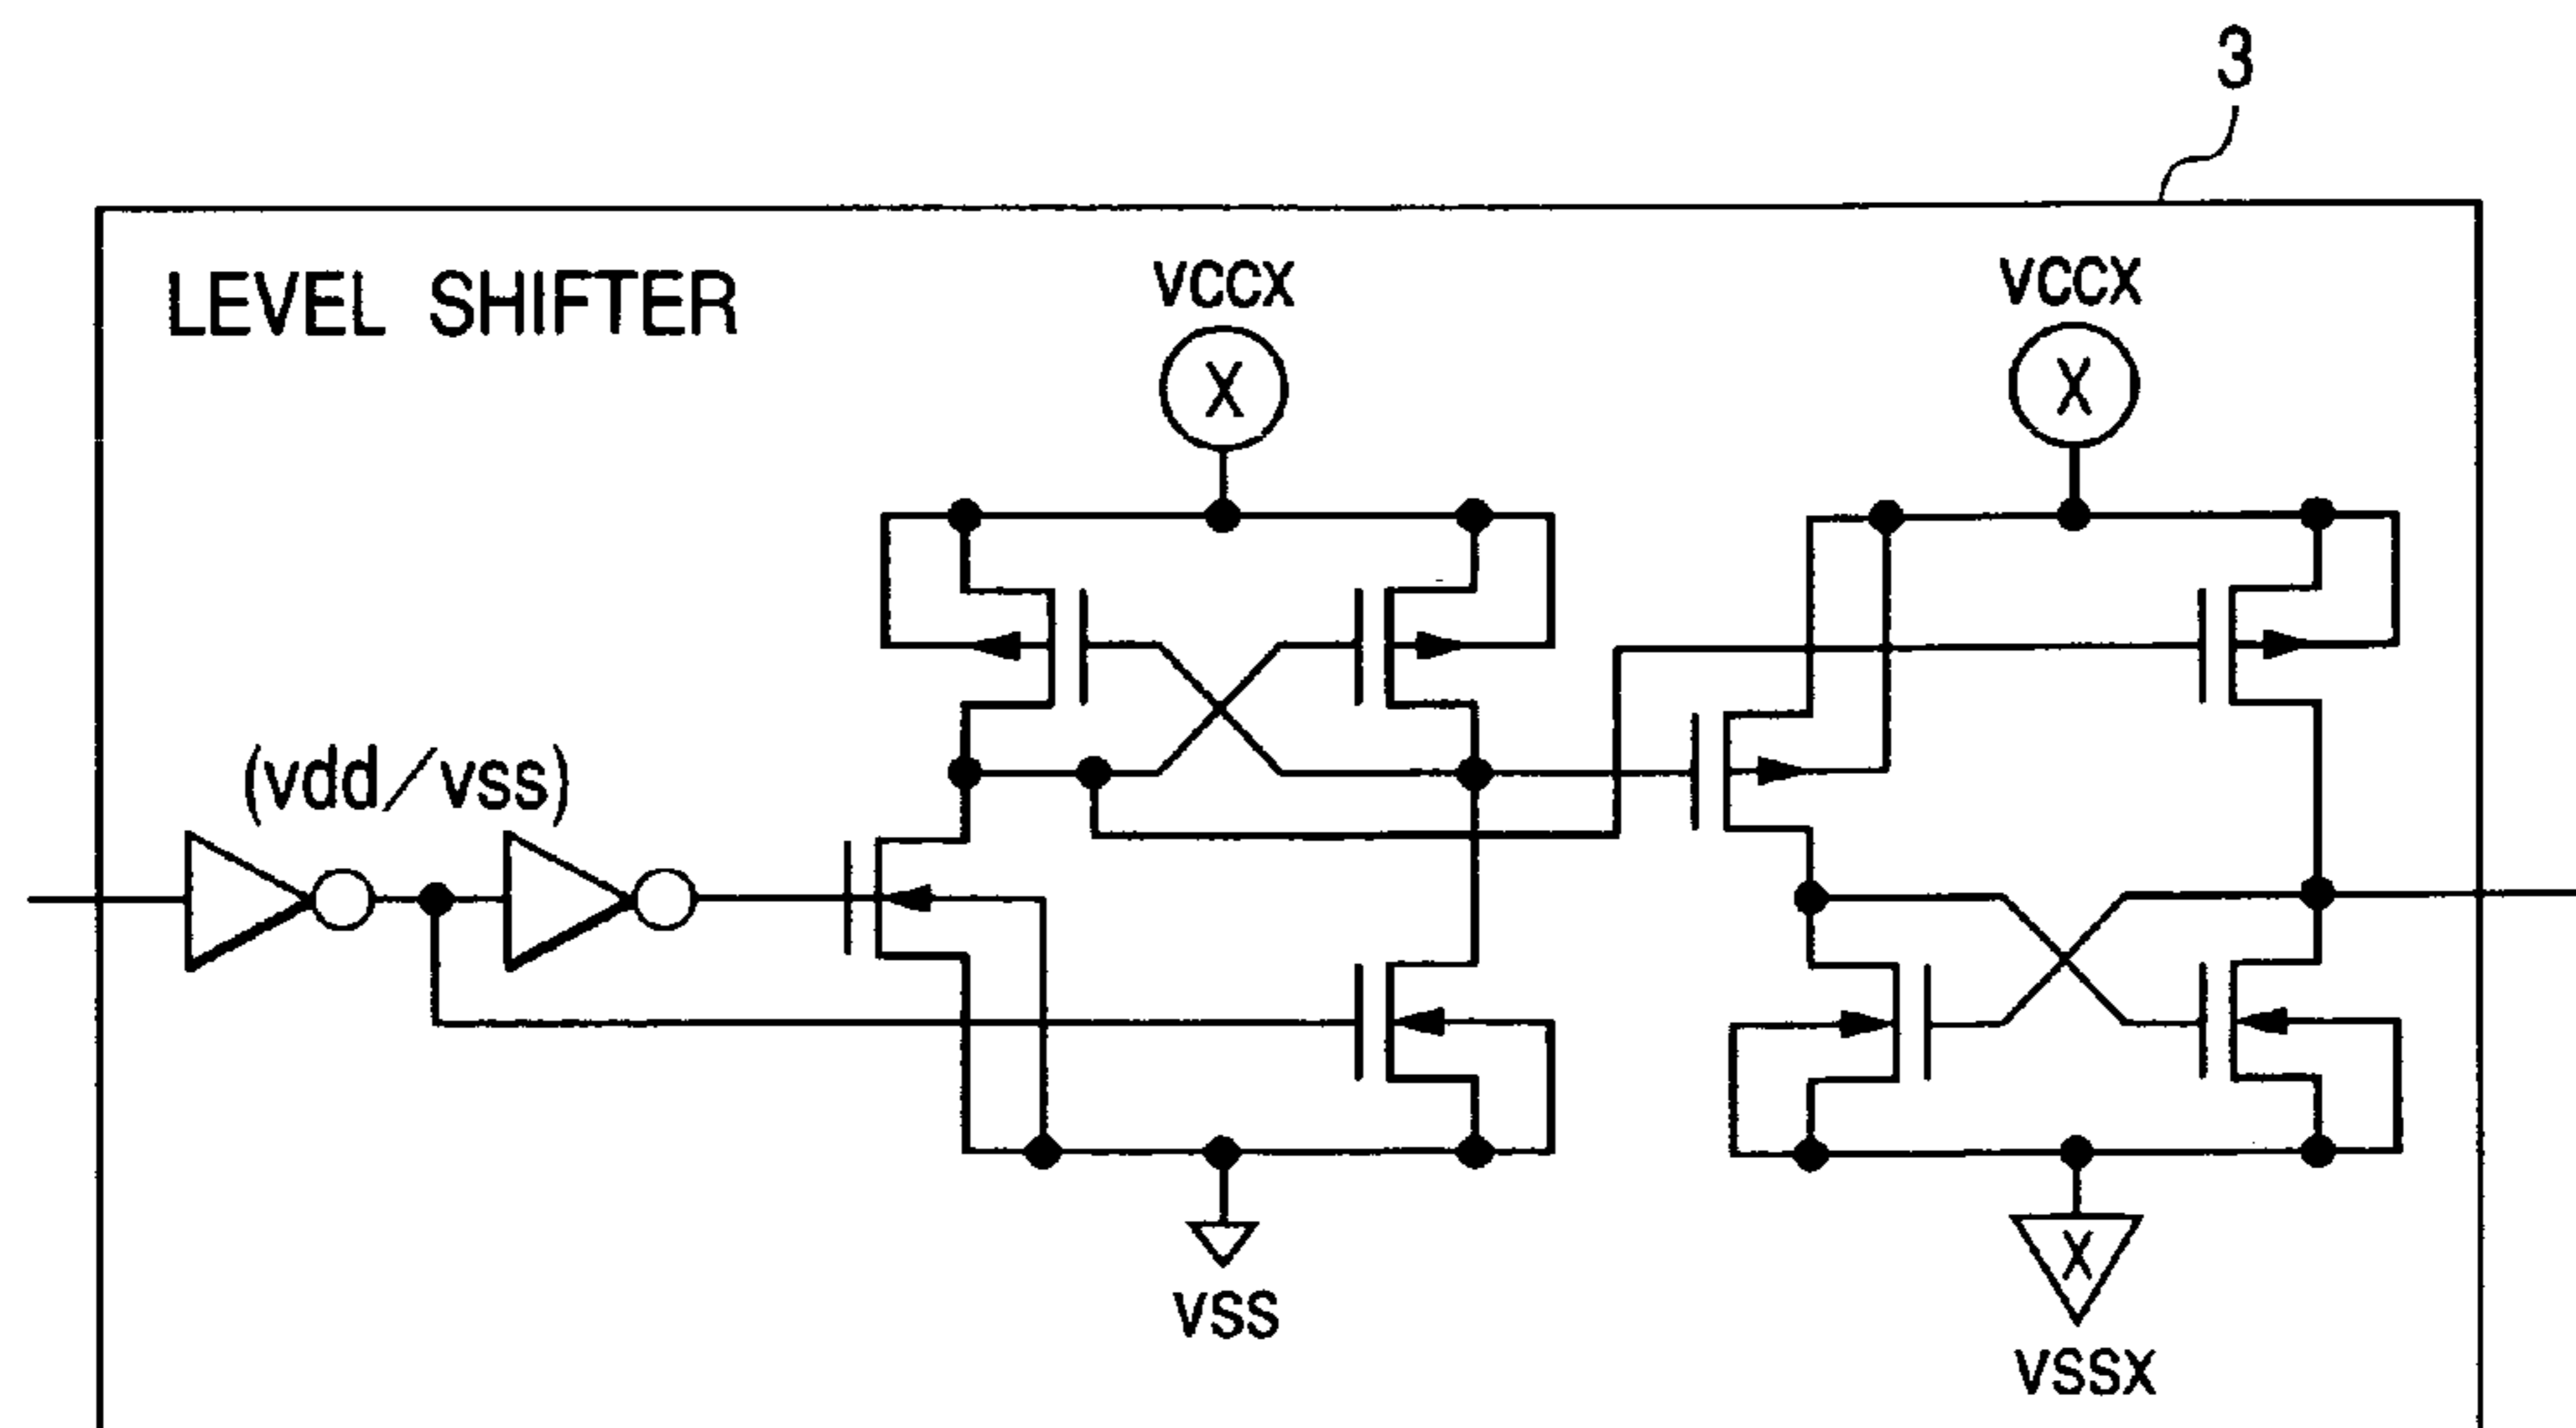 3
LEVEL SHIFTER
vccx
vccx
X
X
(vdd/vss)
X
vss
vssx